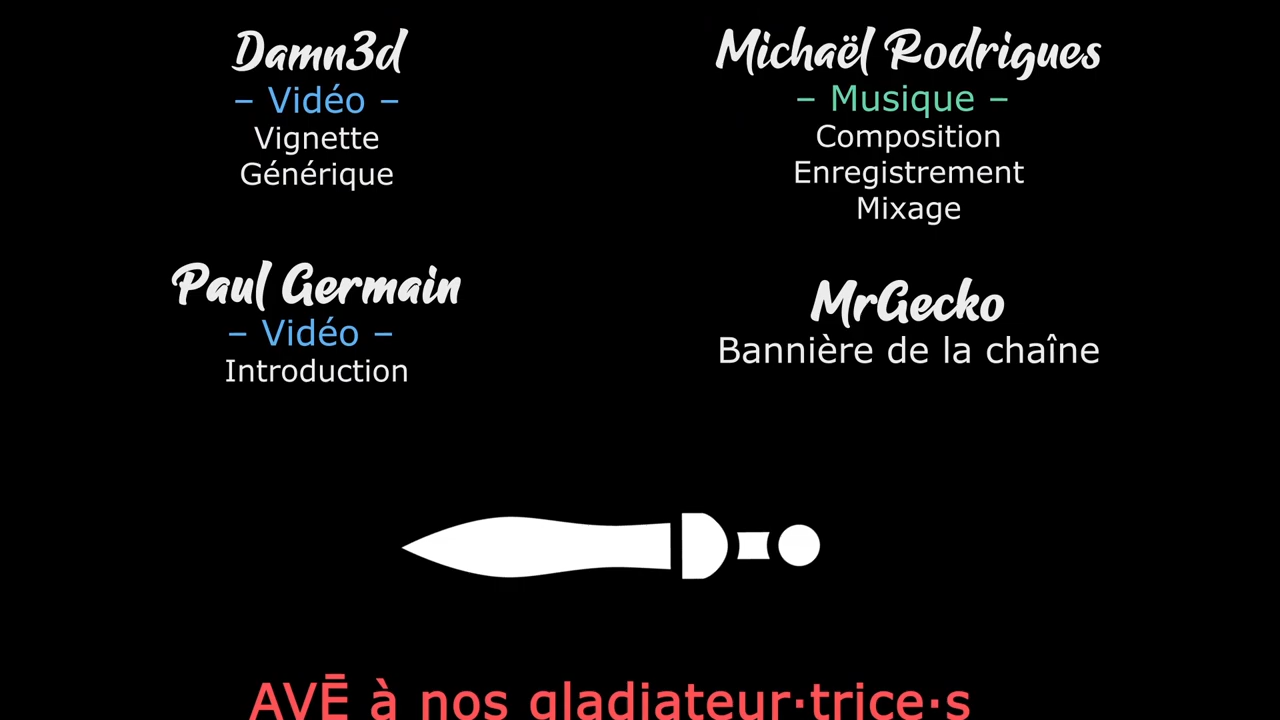 Damn3d
– Vidéo –
Vignette
Générique
Michaël Rodrigues
– Musique –
Composition
Enregistrement
Mixage
Paul Germain
– Vidéo –
Introduction
MrGecko
Bannière de la chaîne
AVĒ à nos gladiateur·trice·s